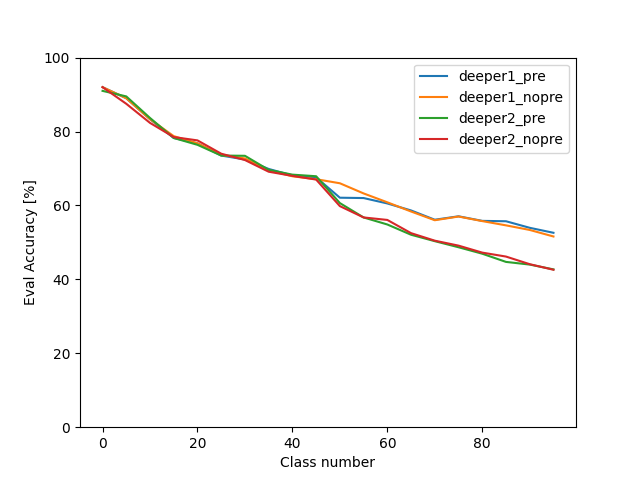 100
80
60
40
20
0
Eval Accuracy [%]
deeper1_pre
deeper1_nopre
deeper2_pre
deeper2_nopre
0 20 40 60 80
Class number